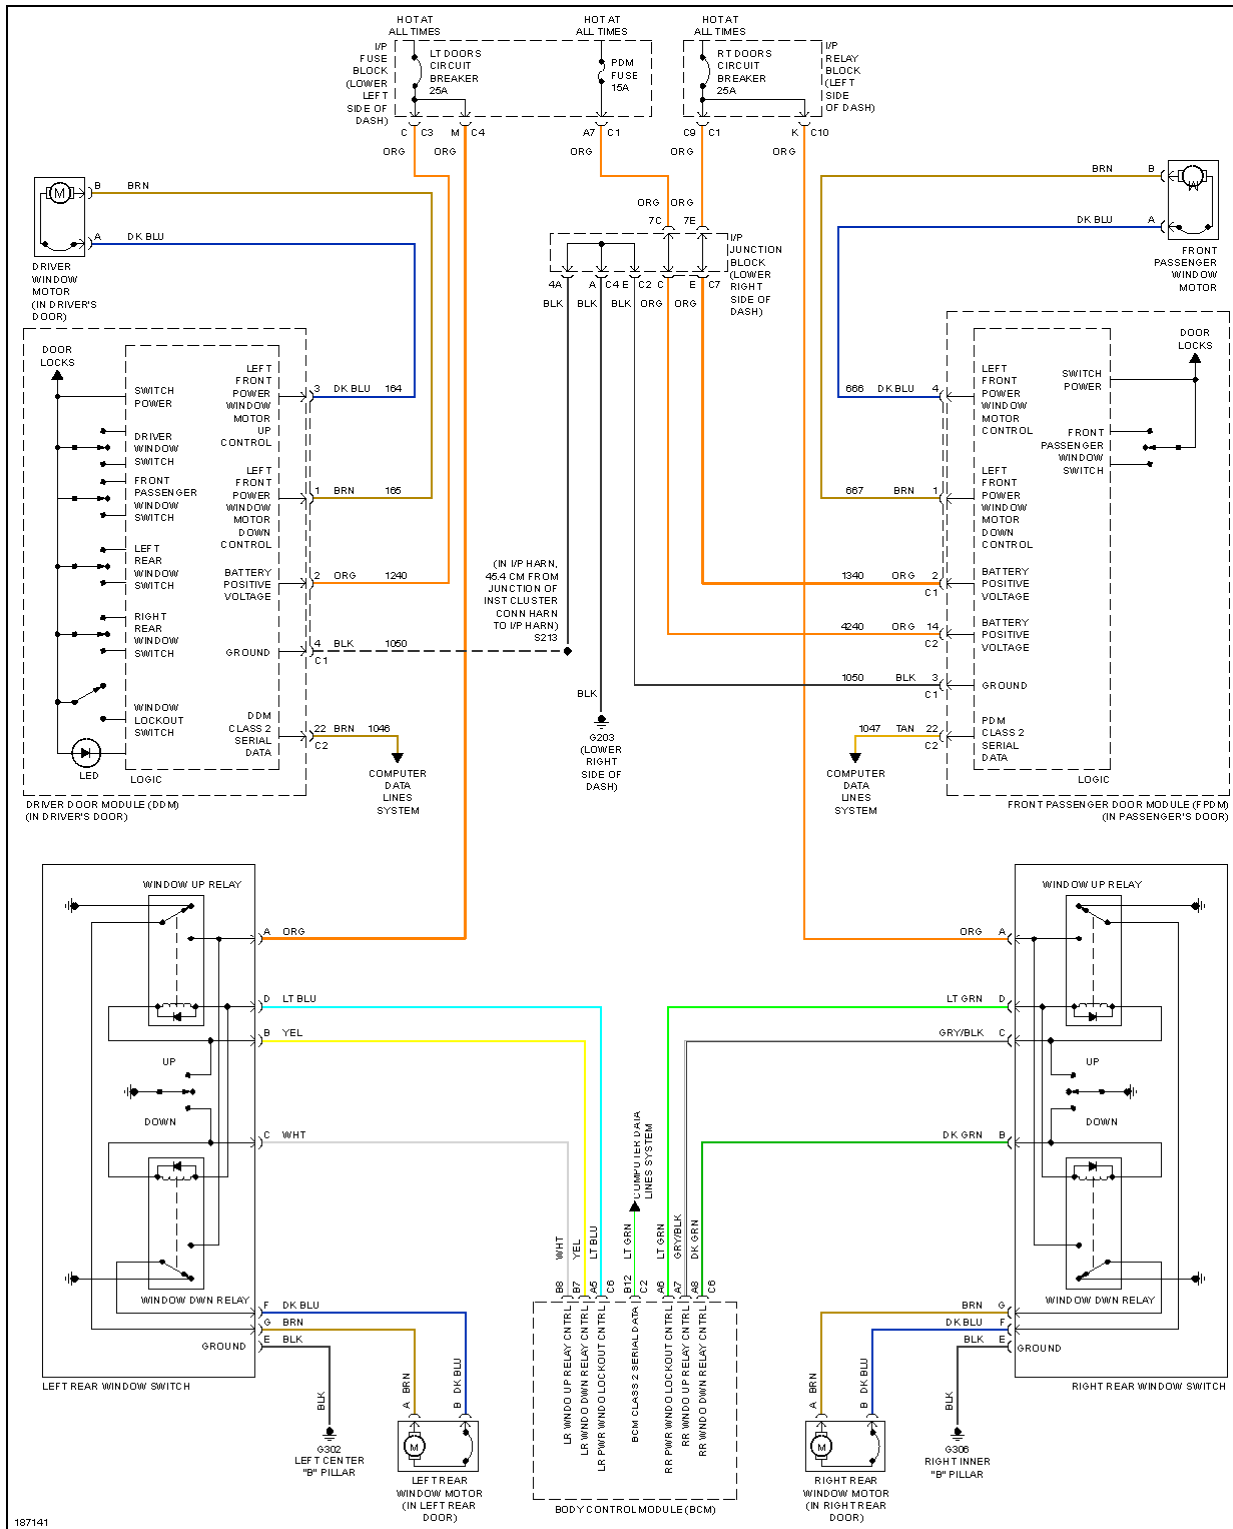 HOT AT
ALL TIMES
HOT AT
ALL TIMES
HOT AT
ALL TIMES
I/P
FUSE
BLOCK
(LOWER
LEFT
SIDE OF
DASH)
LT DOORS
CIRCUIT
BREAKER
25A
PDM
FUSE
15A
RT DOORS
CIRCUIT
BREAKER
25A
I/P
RELAY
BLOCK
(LEFT
SIDE
OF DASH)
C C3 M C4 A7 C1 C9 C1 K C10
ORG ORG ORG ORG ORG
B BRN
A DK BLU
M
DRIVER
WINDOW
MOTOR
(IN DRIVER'S
DOOR)
BRN B
DK BLU A
M
FRONT
PASSENGER
WINDOW
MOTOR
ORG ORG
7C 7E
I/P
JUNCTION
BLOCK
(LOWER
RIGHT
SIDE OF
DASH)
4A A C4 E C2 C E C7
BLK BLK BLK ORG ORG
DOOR
LOCKS
SWITCH
POWER
DRIVER
WINDOW
SWITCH
FRONT
PASSENGER
WINDOW
SWITCH
LEFT
REAR
WINDOW
SWITCH
RIGHT
REAR
WINDOW
SWITCH
WINDOW
LOCKOUT
SWITCH
LED
LOGIC
LEFT
FRONT
POWER
WINDOW
MOTOR
UP
CONTROL
LEFT
FRONT
POWER
WINDOW
MOTOR
DOWN
CONTROL
BATTERY
POSITIVE
VOLTAGE
GROUND
DDM
CLASS 2
SERIAL
DATA
3 DK BLU 164
1 BRN 165
2 ORG 1240
4 BLK 1050
C1
22 BRN 1046
C2
COMPUTER
DATA
LINES
SYSTEM
DRIVER DOOR MODULE (DDM)
(IN DRIVER'S DOOR)
(IN I/P HARN,
45.4 CM FROM
JUNCTION OF
INST CLUSTER
CONN HARN
TO I/P HARN)
S213
BLK
G203
(LOWER
RIGHT
SIDE OF
DASH)
666 DK BLU 4
667 BRN 1
1340 ORG 2
C1
4240 ORG 14
C2
1050 BLK 3
C1
1047 TAN 22
C2
COMPUTER
DATA
LINES
SYSTEM
LEFT
FRONT
POWER
WINDOW
MOTOR
CONTROL
LEFT
FRONT
POWER
WINDOW
MOTOR
DOWN
CONTROL
BATTERY
POSITIVE
VOLTAGE
BATTERY
POSITIVE
VOLTAGE
GROUND
PDM
CLASS 2
SERIAL
DATA
DOOR
LOCKS
SWITCH
POWER
FRONT
PASSENGER
WINDOW
SWITCH
LOGIC
FRONT PASSENGER DOOR MODULE (FPDM)
(IN PASSENGER'S DOOR)
WINDOW UP RELAY
A ORG
D LT BLU
B YEL
UP
DOWN
C WHT
WINDOW DWN RELAY
F DK BLU
G BRN
E BLK
GROUND
LEFT REAR WINDOW SWITCH
BLK
G302
LEFT CENTER
"B" PILLAR
A BRN
B DK BLU
M
LEFT REAR
WINDOW MOTOR
(IN LEFT REAR
DOOR)
COMPUTER DATA
LINES SYSTEM
WHT
YEL
LT BLU
LT GRN
LT GRN
GRY/BLK
DK GRN
B8
B7
A5
C6
B12
C2
A6
A7
A8
C6
LR WNDO UP RELAY CNTRL
LR WNDO DWN RELAY CNTRL
LR PWR WNDO LOCKOUT CNTRL
BCM CLASS 2 SERIAL DATA
RR PWR WNDO LOCKOUT CNTRL
RR WNDO UP RELAY CNTRL
RR WNDO DWN RELAY CNTRL
BODY CONTROL MODULE (BCM)
WINDOW UP RELAY
ORG A
LT GRN D
GRY/BLK C
UP
DOWN
DK GRN B
WINDOW DWN RELAY
BRN G
DK BLU F
BLK E
GROUND
RIGHT REAR WINDOW SWITCH
A BRN
B DK BLU
M
RIGHT REAR
WINDOW MOTOR
(IN RIGHT REAR
DOOR)
BLK
G306
RIGHT INNER
"B" PILLAR
187141